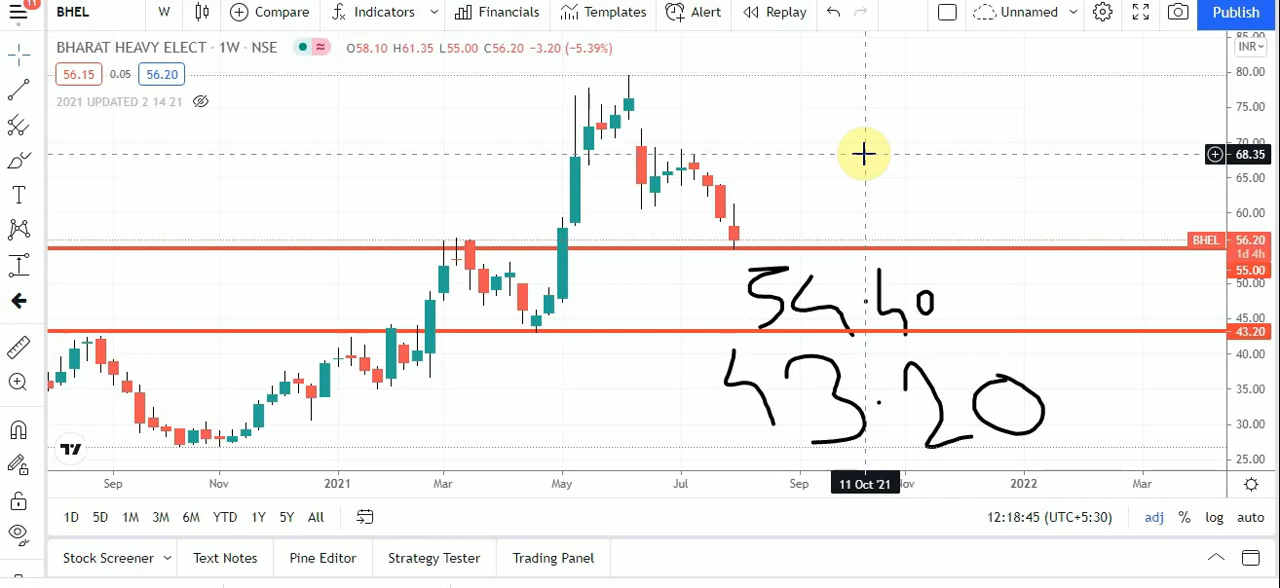 11
BHEL
W
Compare
Indicators
Financials
Templates
Alert
Replay
Unnamed
Publish
BHARAT HEAVY ELECT · 1W · NSE
O58.10 H61.35 L55.00 C56.20 -3.20 (-5.39%)
56.15 0.05 56.20
2021 UPDATED 2 14 21
85.00
INR
80.00
75.00
70.00
68.35
65.00
60.00
BHEL 56.20
1d 4h
55.00
50.00
45.00
43.20
40.00
35.00
30.00
25.00
54.40
43.20
Sep Nov 2021 Mar May Jul Sep 11 Oct '21 Nov 2022 Mar
1D 5D 1M 3M 6M YTD 1Y 5Y All
12:18:45 (UTC+5:30) adj % log auto
Stock Screener Text Notes Pine Editor Strategy Tester Trading Panel